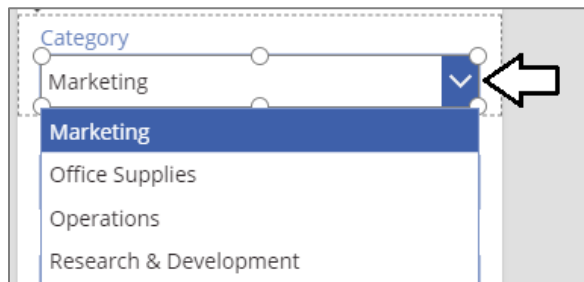 Category
Marketing
Marketing
Office Supplies
Operations
Research & Development